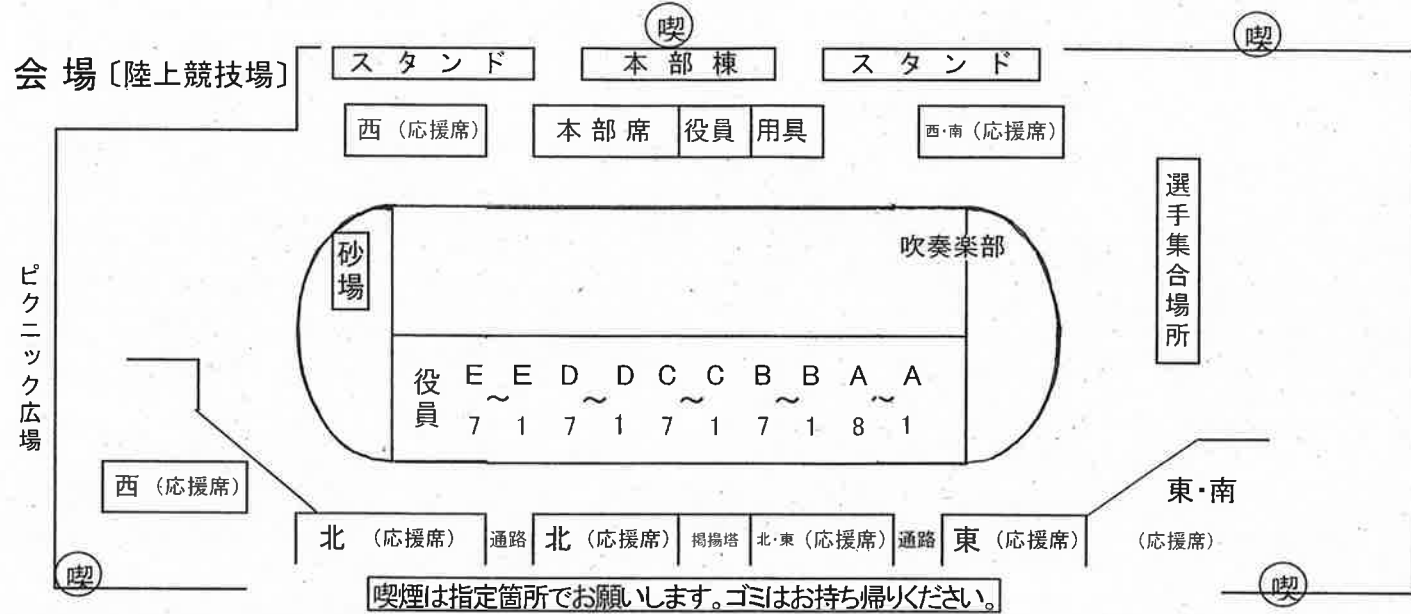 喫
喫
会 場〔陸上競技場〕
スタンド
本部棟
スタンド
西（応援席）
本部席
役員
用具
西・南（応援席）
選手集合場所
砂場
吹奏楽部
ピクニック広場
役員
E E D D C C B B A A
～ ～ ～ ～ ～
7 1 7 1 7 1 7 1 8 1
西（応援席）
東・南
（応援席）
北（応援席）
通路
北（応援席）
掲揚塔
北・東（応援席）
通路
東（応援席）
喫
喫
喫煙は指定箇所でお願いします。ゴミはお持ち帰りください。